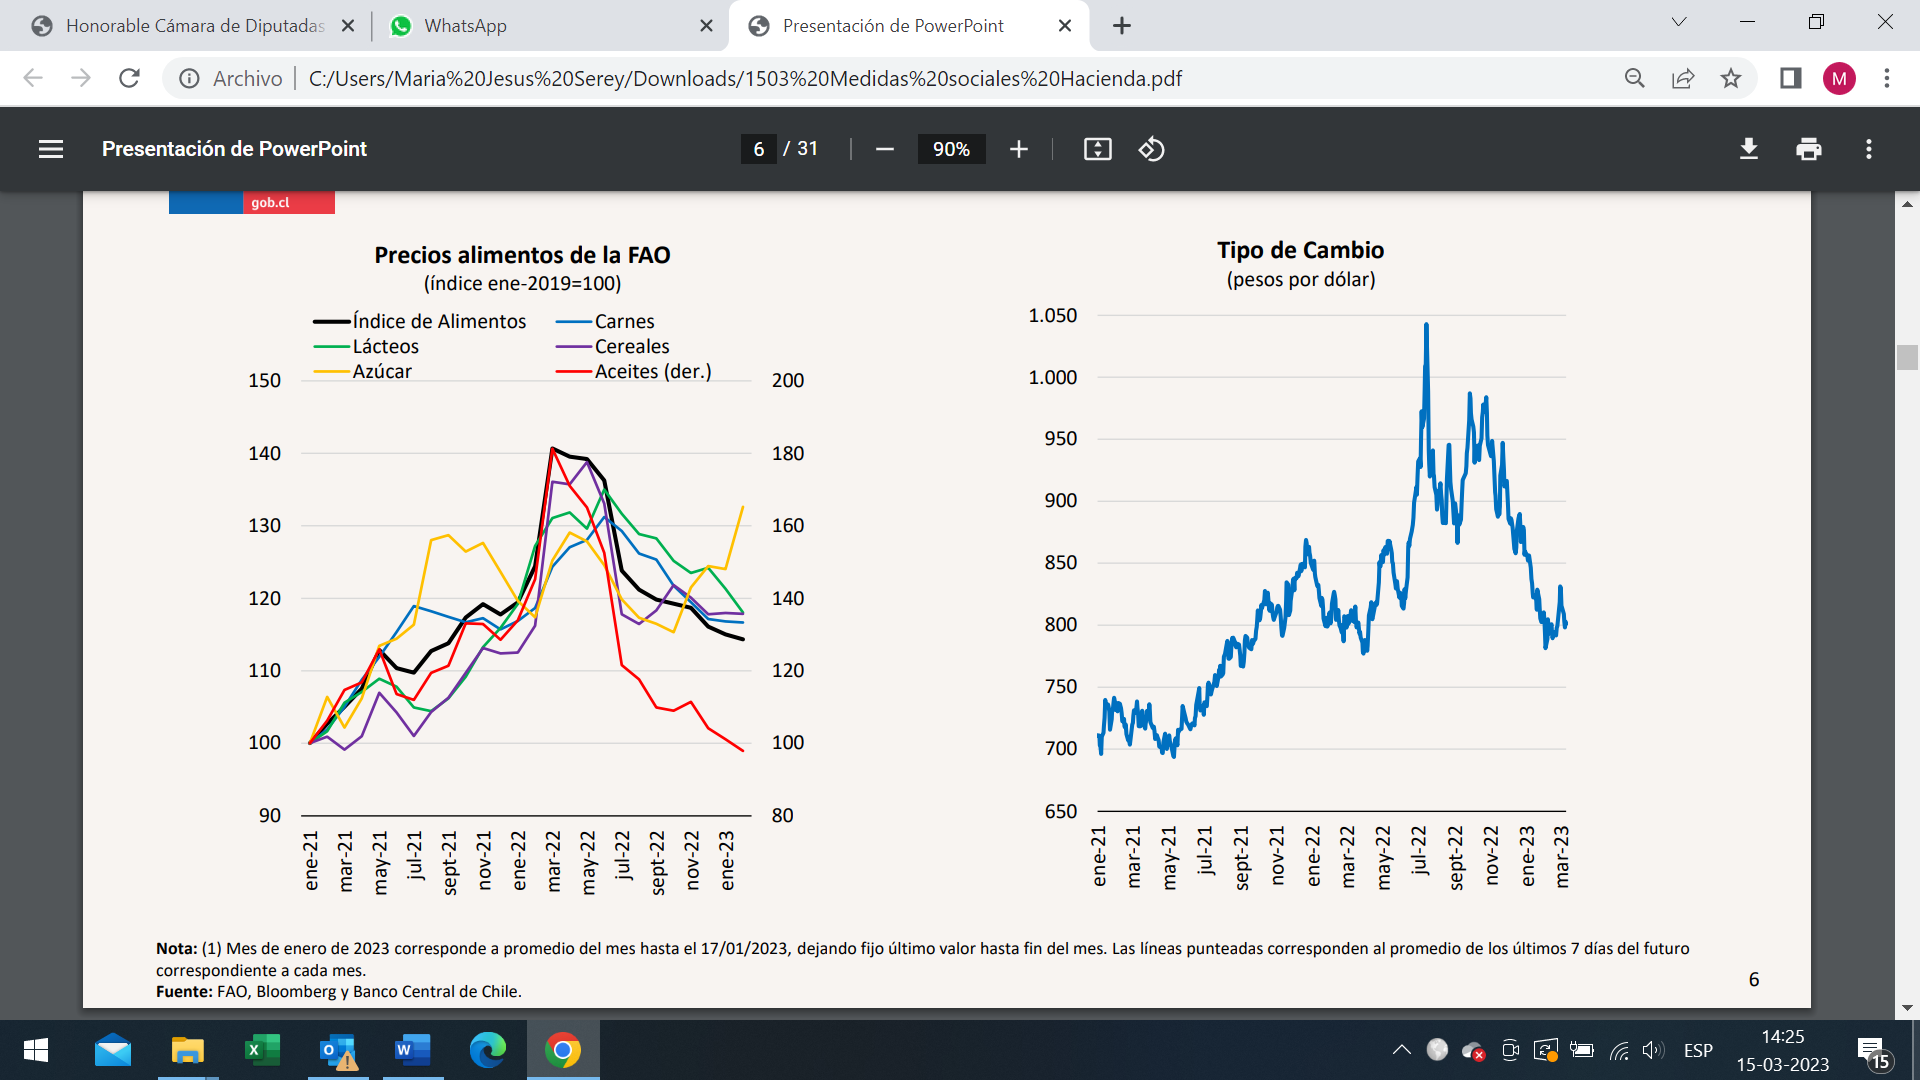 Honorable Cámara de Diputadas
WhatsApp
Presentación de PowerPoint
Archivo
C:/Users/Maria%20Jesus%20Serey/Downloads/1503%20Medidas%20sociales%20Hacienda.pdf
M
Presentación de PowerPoint
6 / 31
90%
gob.cl
Precios alimentos de la FAO
(índice ene-2019=100)
Índice de Alimentos
Carnes
Lácteos
Cereales
Azúcar
Aceites (der.)
150
140
130
120
110
100
90
200
180
160
140
120
100
80
ene-21
mar-21
may-21
jul-21
sept-21
nov-21
ene-22
mar-22
may-22
jul-22
sept-22
nov-22
ene-23
Tipo de Cambio
(pesos por dólar)
1.050
1.000
950
900
850
800
750
700
650
ene-21
mar-21
may-21
jul-21
sept-21
nov-21
ene-22
mar-22
may-22
jul-22
sept-22
nov-22
ene-23
mar-23
Nota: (1) Mes de enero de 2023 corresponde a promedio del mes hasta el 17/01/2023, dejando fijo último valor hasta fin del mes. Las líneas punteadas corresponden al promedio de los últimos 7 días del futuro
correspondiente a cada mes.
Fuente: FAO, Bloomberg y Banco Central de Chile.
6
ESP
14:25
15-03-2023
15